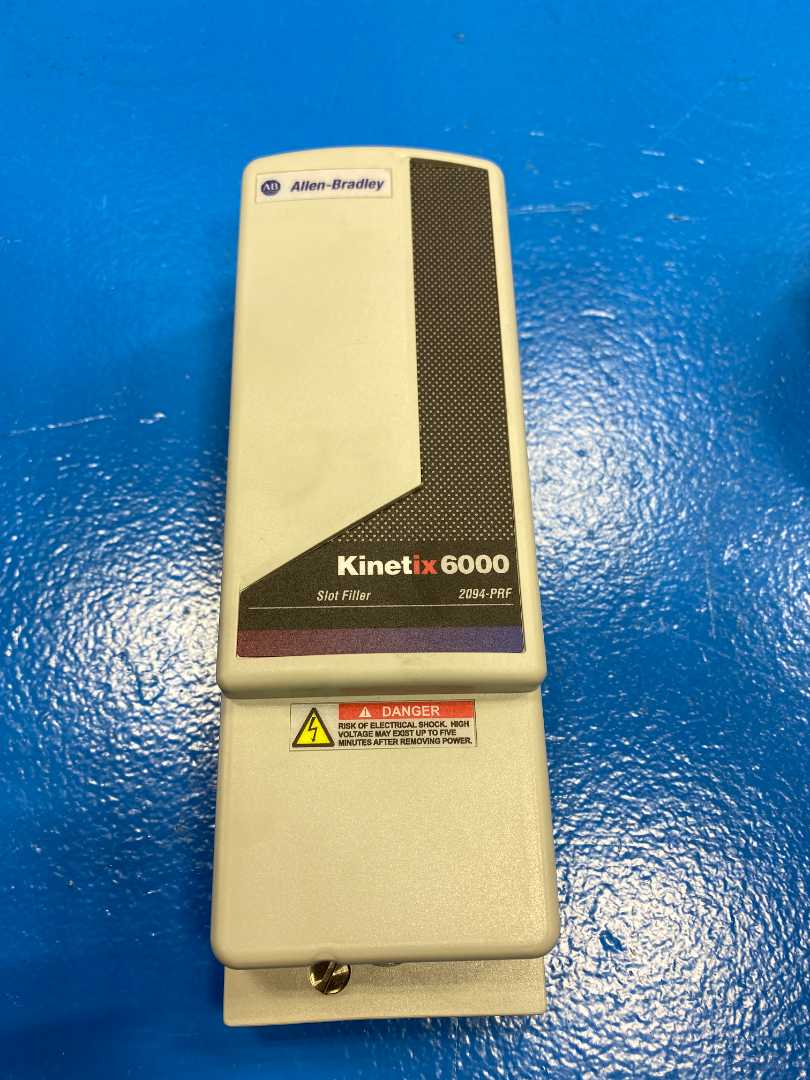 AB Allen-Bradley
Kinetix 6000
Slot Filler 2094-PRF
DANGER
RISK OF ELECTRICAL SHOCK. HIGH
VOLTAGE MAY EXIST UP TO FIVE
MINUTES AFTER REMOVING POWER.